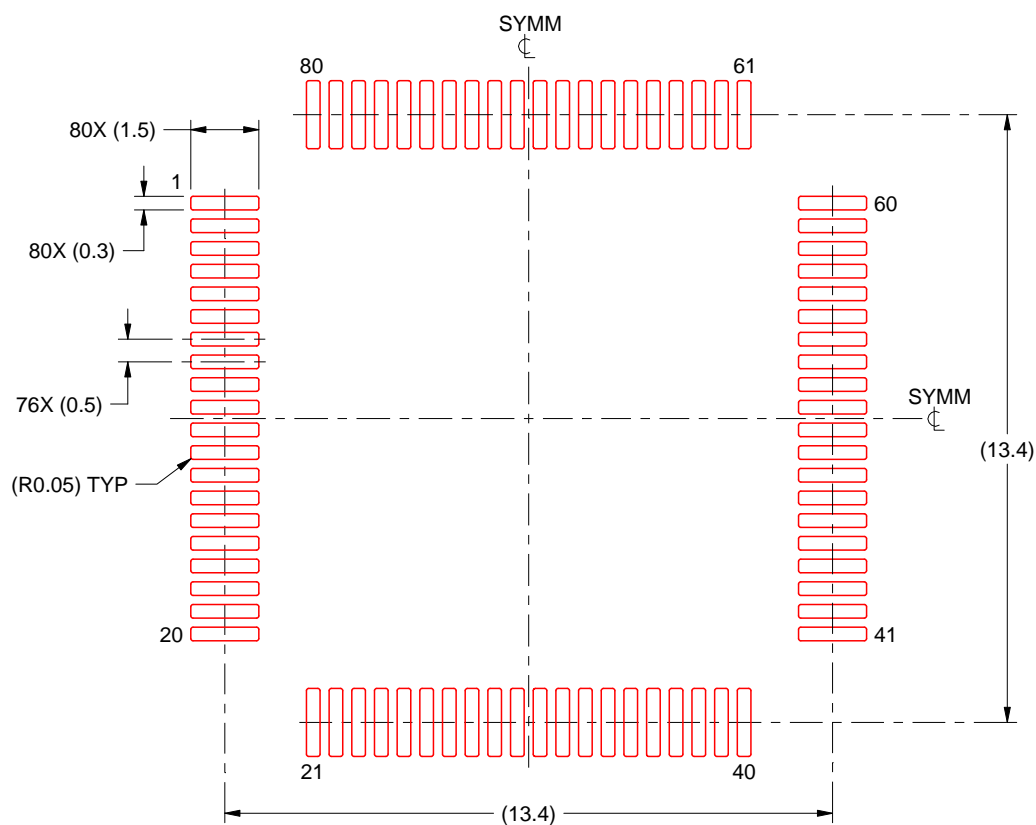 SYMM
℄
80
61
80X (1.5)
1
60
80X (0.3)
76X (0.5)
SYMM
℄
(13.4)
(R0.05) TYP
20
41
21
40
(13.4)